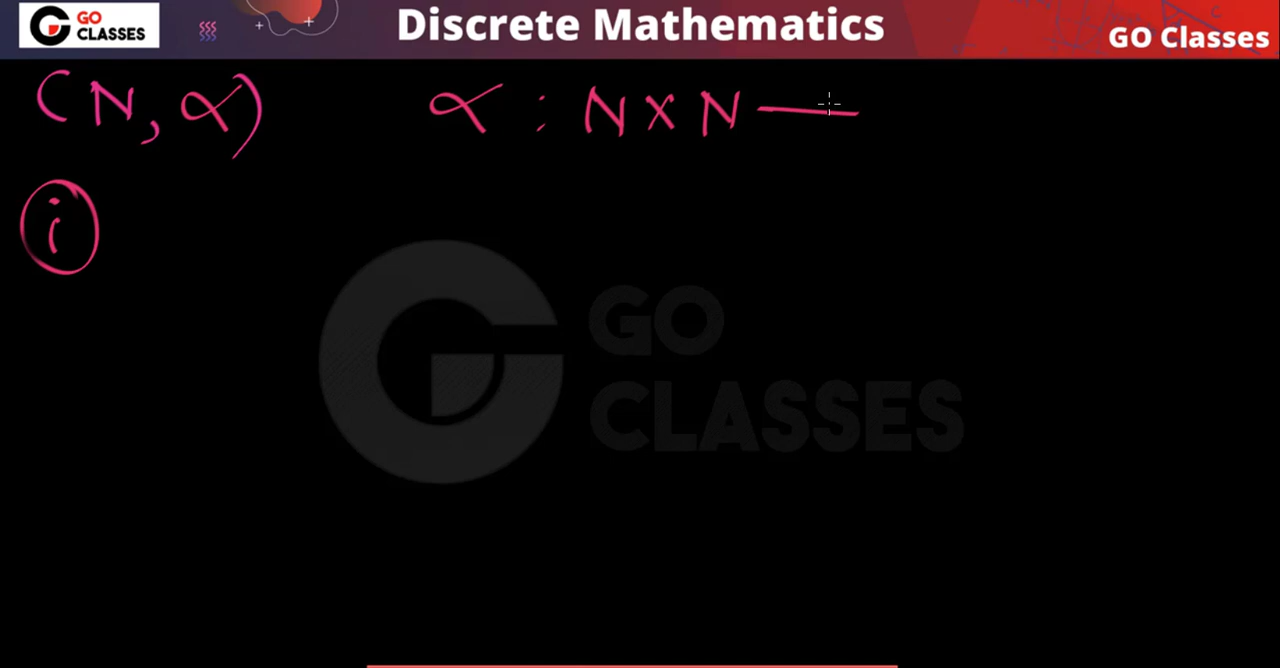 GO
CLASSES
Discrete Mathematics
GO Classes
(N, α) α : N × N —
i
GO
CLASSES